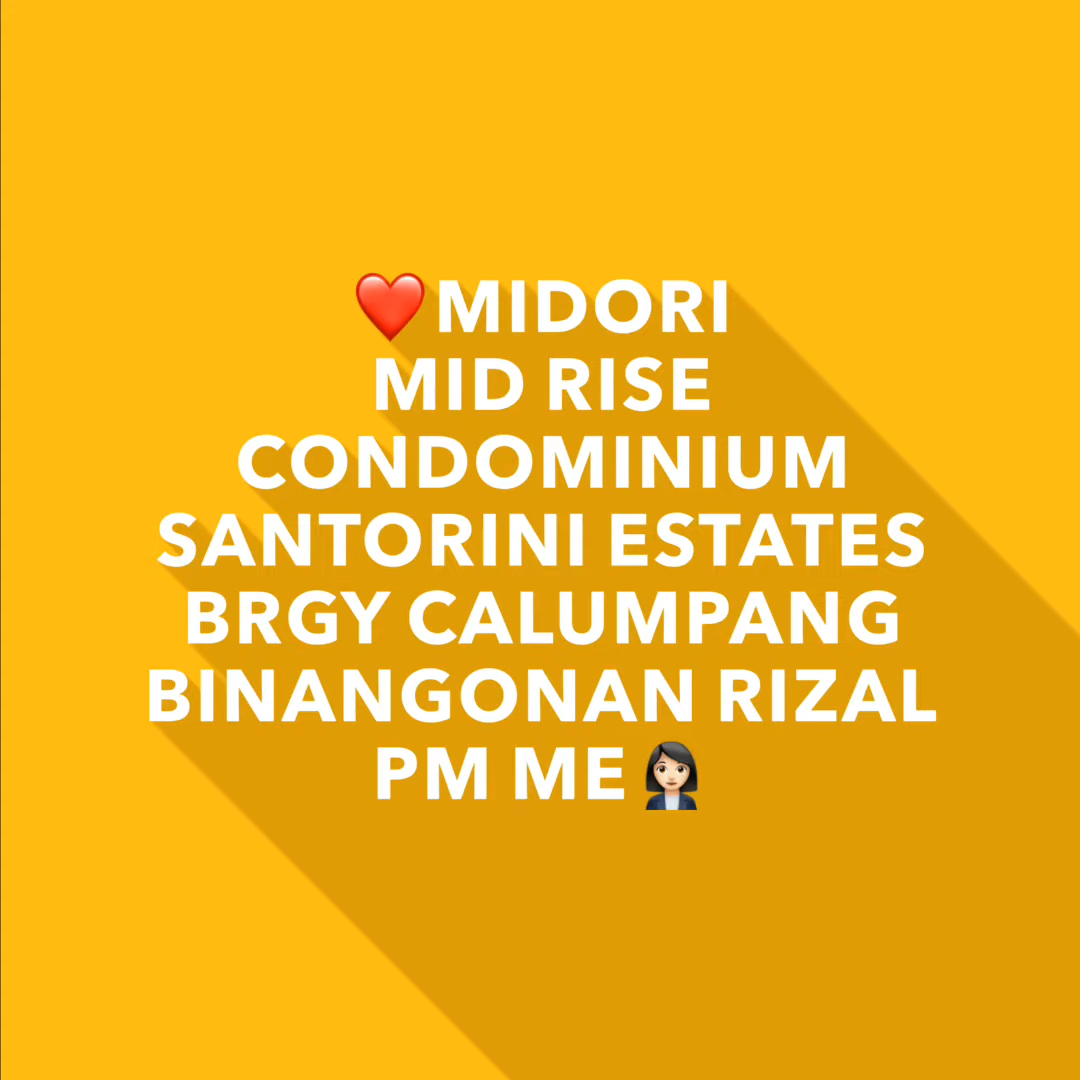 ❤️MIDORI
MID RISE
CONDOMINIUM
SANTORINI ESTATES
BRGY CALUMPANG
BINANGONAN RIZAL
PM ME👩🏻‍💼